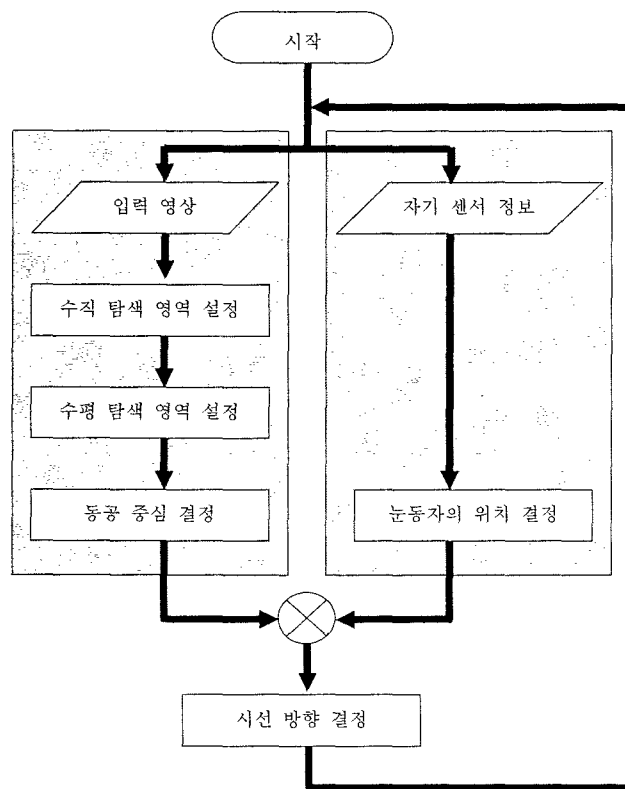 시작
입력 영상
자기 센서 정보
수직 탐색 영역 설정
수평 탐색 영역 설정
동공 중심 결정
눈동자의 위치 결정
시선 방향 결정